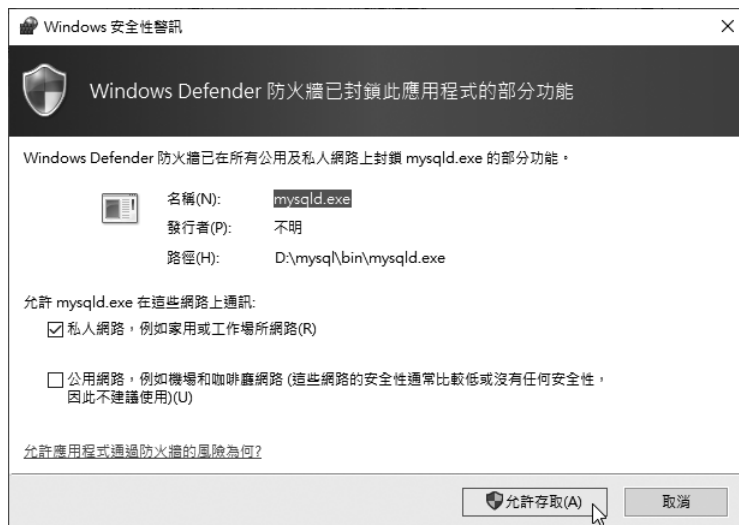 Windows 安全性警訊
Windows Defender 防火牆已封鎖此應用程式的部分功能
Windows Defender 防火牆已在所有公用及私人網路上封鎖 mysqld.exe 的部分功能。
名稱(N): mysqld.exe
發行者(P): 不明
路徑(H): D:\mysql\bin\mysqld.exe
允許 mysqld.exe 在這些網路上通訊:
私人網路，例如家用或工作場所網路(R)
公用網路，例如機場和咖啡廳網路 (這些網路的安全性通常比較低或沒有任何安全性，
因此不建議使用)(U)
允許應用程式通過防火牆的風險為何?
允許存取(A) 取消